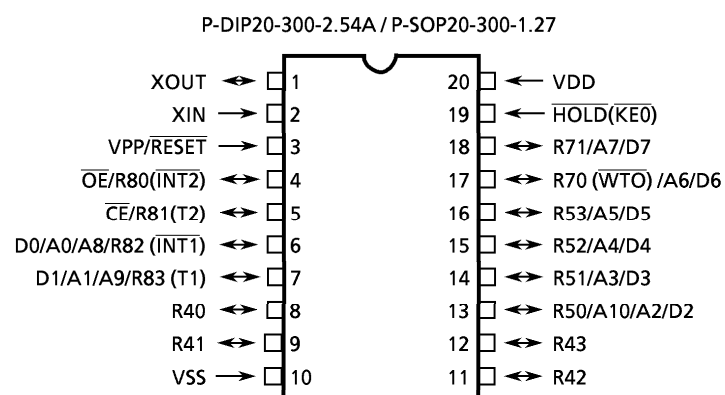 P-DIP20-300-2.54A / P-SOP20-300-1.27
XOUT 1 20 VDD
XIN 2 19 HOLD(KE0)
VPP/RESET 3 18 R71/A7/D7
OE/R80(INT2) 4 17 R70 (WTO) /A6/D6
CE/R81(T2) 5 16 R53/A5/D5
D0/A0/A8/R82 (INT1) 6 15 R52/A4/D4
D1/A1/A9/R83 (T1) 7 14 R51/A3/D3
R40 8 13 R50/A10/A2/D2
R41 9 12 R43
VSS 10 11 R42